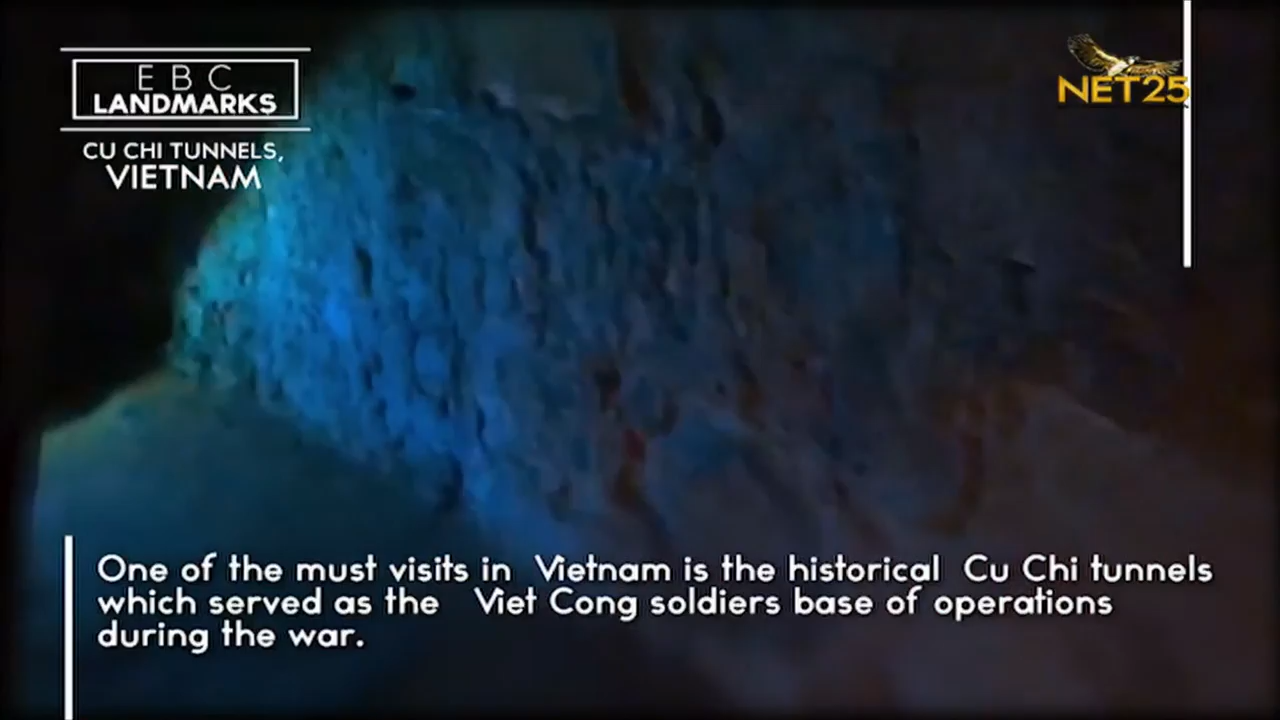 EBC
LANDMARKS
CU CHI TUNNELS,
VIETNAM
NET25
One of the must visits in Vietnam is the historical Cu Chi tunnels
which served as the Viet Cong soldiers base of operations
during the war.